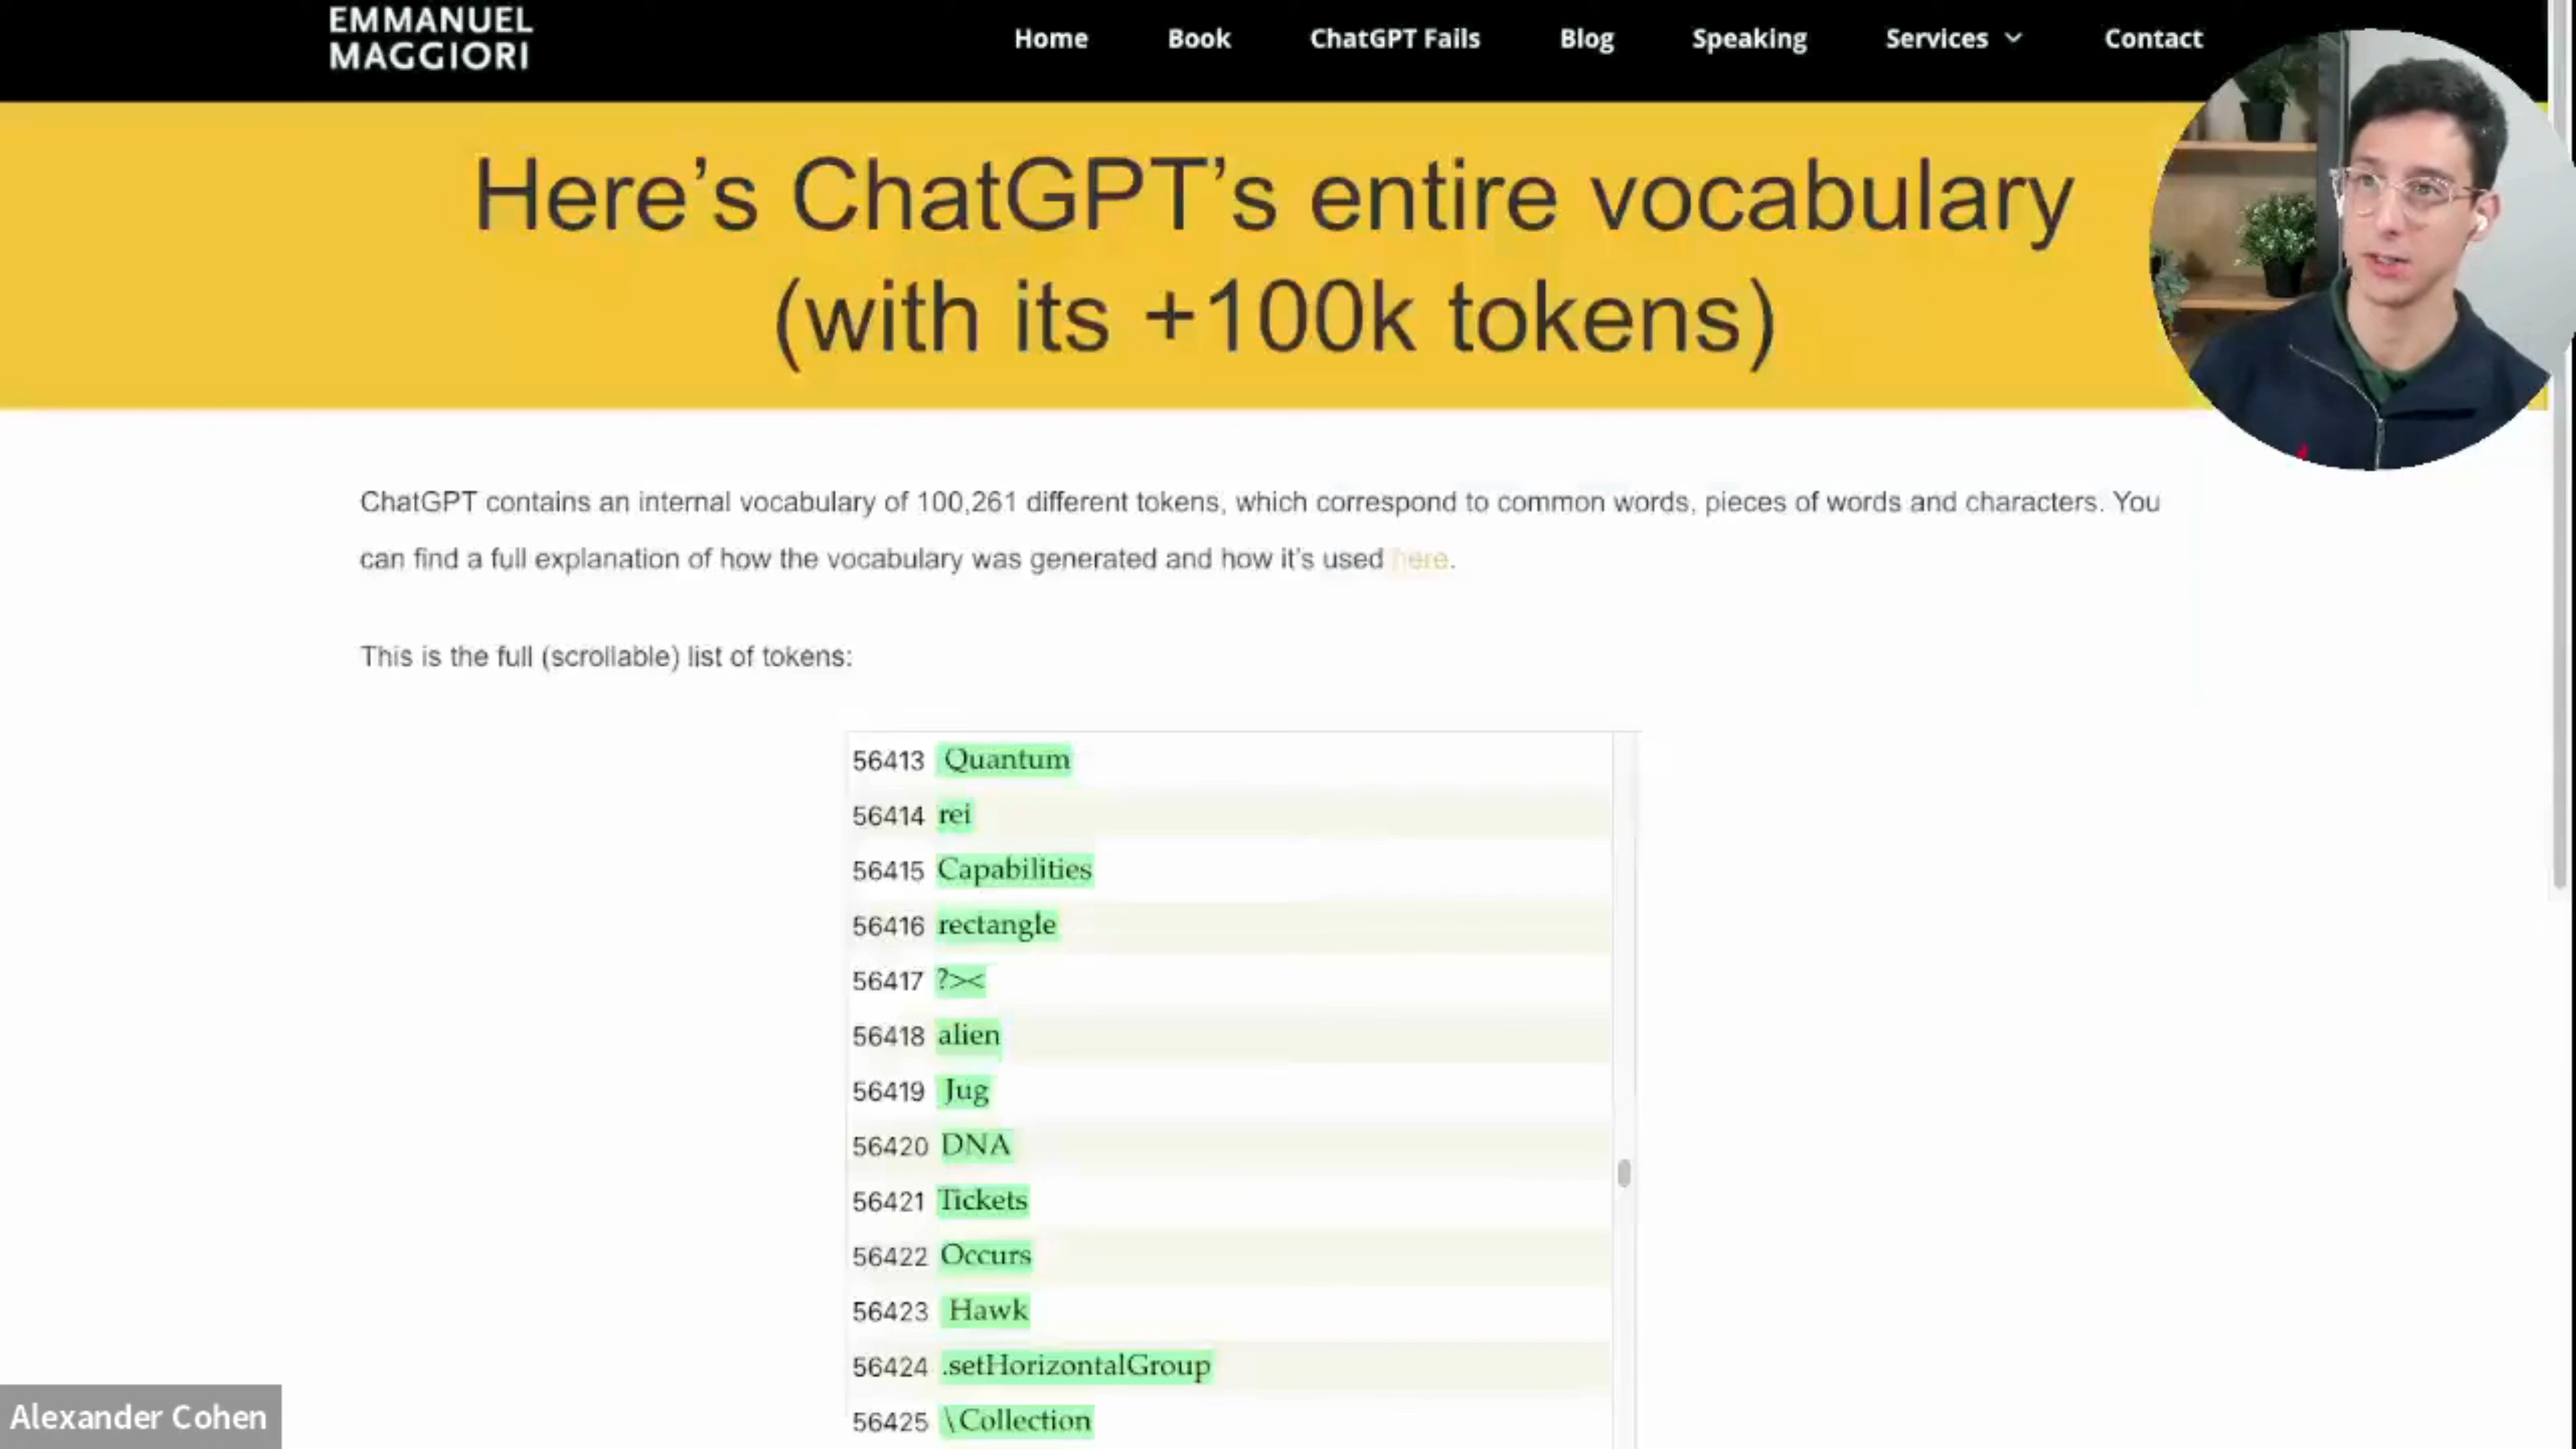 EMMANUEL
MAGGIORI
Home Book ChatGPT Fails Blog Speaking Services Contact
Here’s ChatGPT’s entire vocabulary
(with its +100k tokens)
ChatGPT contains an internal vocabulary of 100,261 different tokens, which correspond to common words, pieces of words and characters. You
can find a full explanation of how the vocabulary was generated and how it’s used here.
This is the full (scrollable) list of tokens:
56413 Quantum
56414 rei
56415 Capabilities
56416 rectangle
56417 ?><
56418 alien
56419 Jug
56420 DNA
56421 Tickets
56422 Occurs
56423 Hawk
56424 .setHorizontalGroup
56425 \Collection
Alexander Cohen